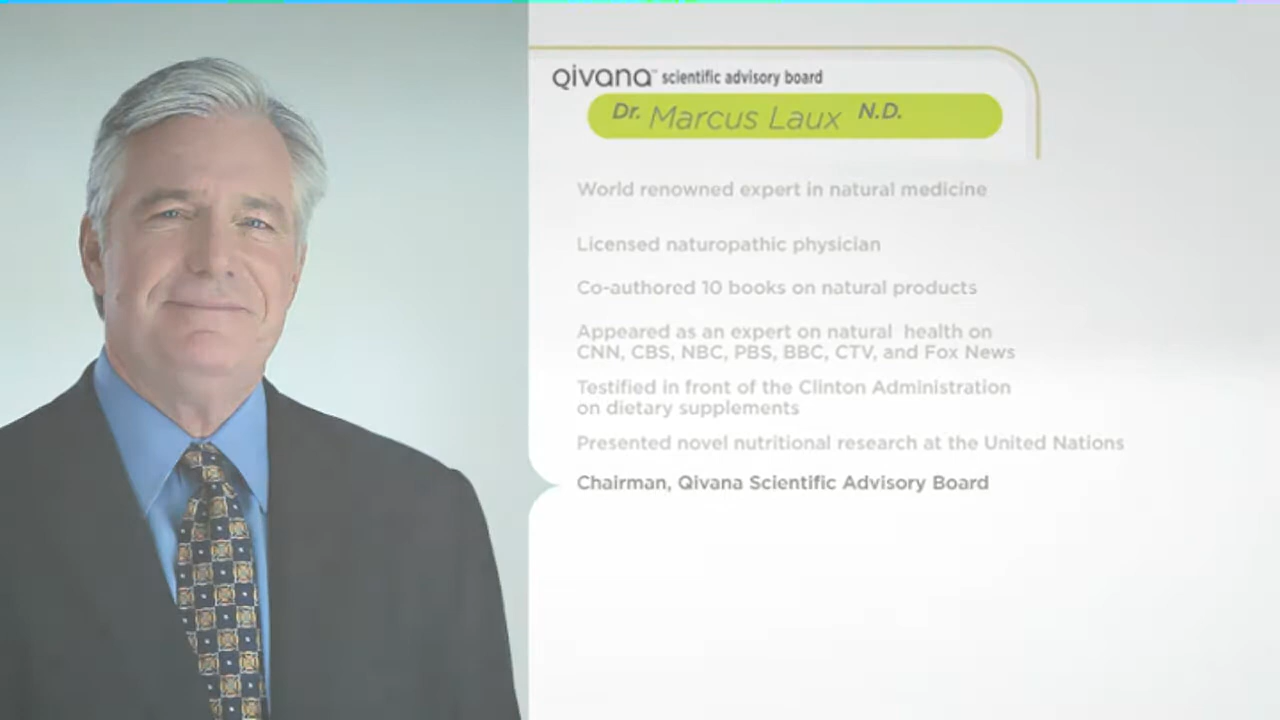 qivana™ scientific advisory board
Dr. Marcus Laux N.D.
World renowned expert in natural medicine
Licensed naturopathic physician
Co-authored 10 books on natural products
Appeared as an expert on natural health on
CNN, CBS, NBC, PBS, BBC, CTV, and Fox News
Testified in front of the Clinton Administration
on dietary supplements
Presented novel nutritional research at the United Nations
Chairman, Qivana Scientific Advisory Board